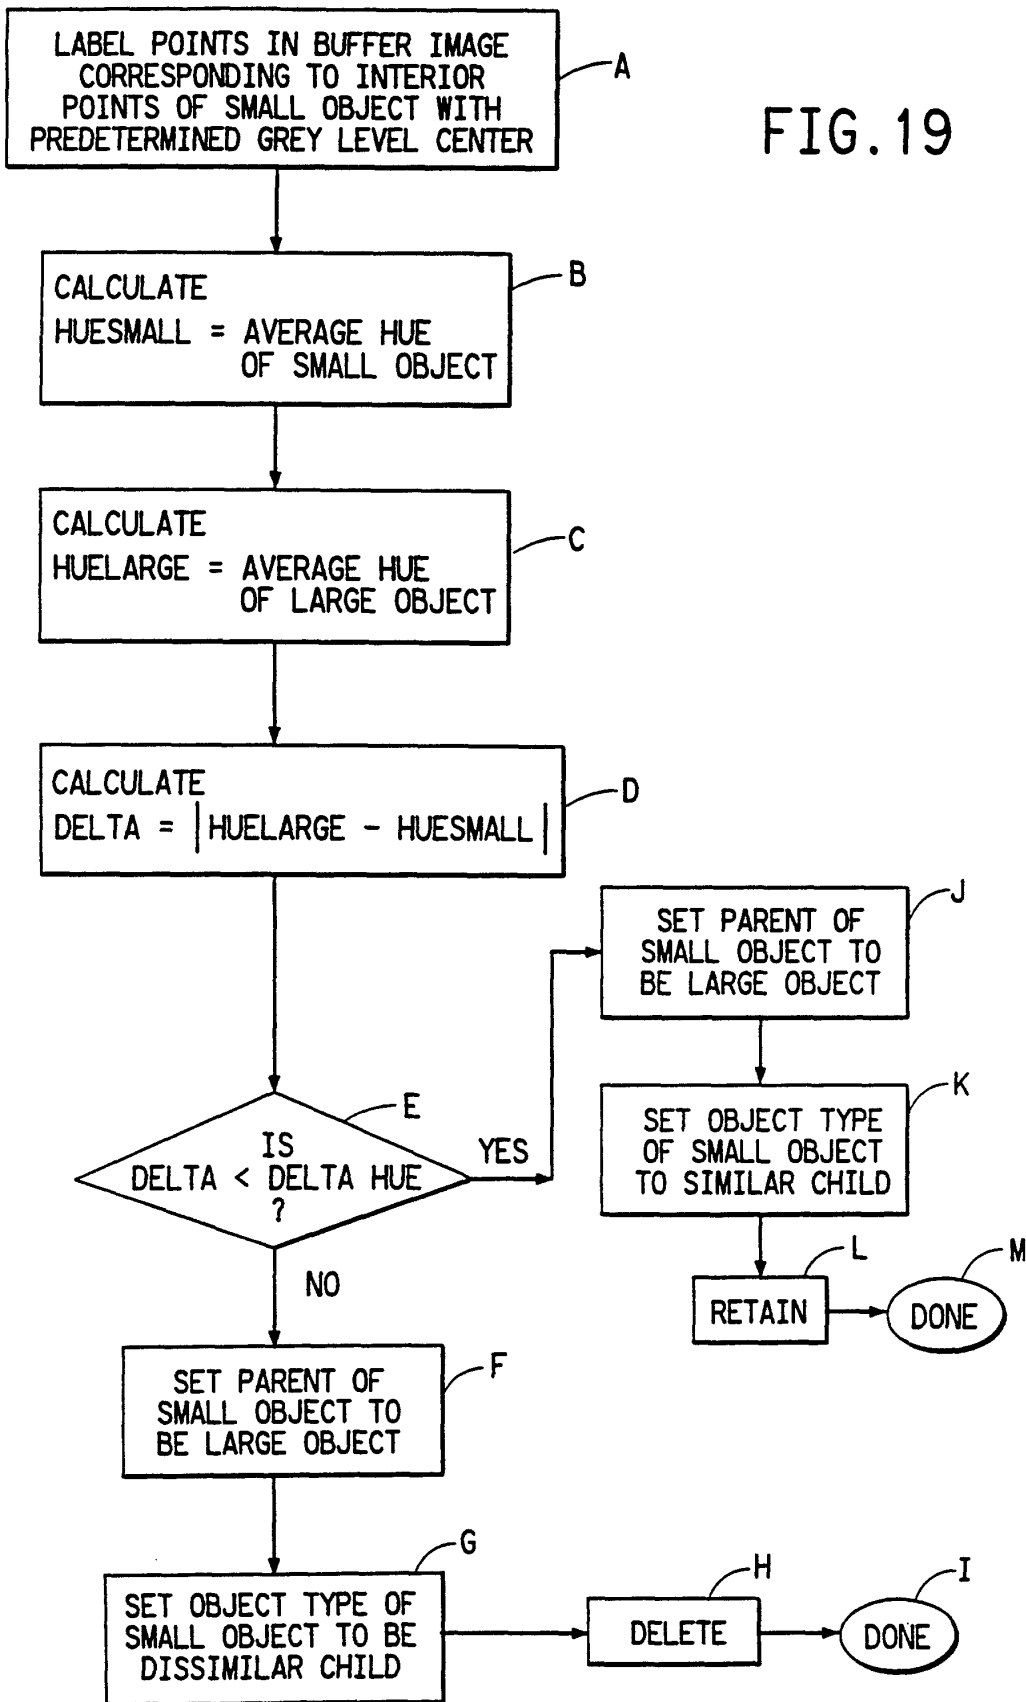 LABEL POINTS IN BUFFER IMAGE
CORRESPONDING TO INTERIOR
POINTS OF SMALL OBJECT WITH
PREDETERMINED GREY LEVEL CENTER
A
FIG.19
CALCULATE
HUESMALL = AVERAGE HUE
OF SMALL OBJECT
B
CALCULATE
HUELARGE = AVERAGE HUE
OF LARGE OBJECT
C
CALCULATE
DELTA = |HUELARGE - HUESMALL|
D
IS
DELTA < DELTA HUE
?
E
YES
NO
SET PARENT OF
SMALL OBJECT TO
BE LARGE OBJECT
J
SET OBJECT TYPE
OF SMALL OBJECT
TO SIMILAR CHILD
K
RETAIN
L
DONE
M
SET PARENT OF
SMALL OBJECT TO
BE LARGE OBJECT
F
SET OBJECT TYPE OF
SMALL OBJECT TO BE
DISSIMILAR CHILD
G
DELETE
H
DONE
I